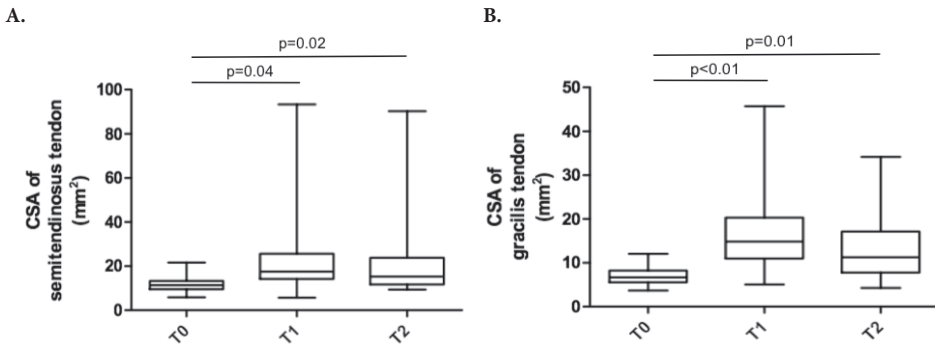 A.
p=0.02
p=0.04
100
80
60
40
20
0
CSA of
semitendinosus tendon
(mm²)
T0
T1
T2
B.
p=0.01
p<0.01
50
40
30
20
10
0
CSA of
gracilis tendon
(mm²)
T0
T1
T2